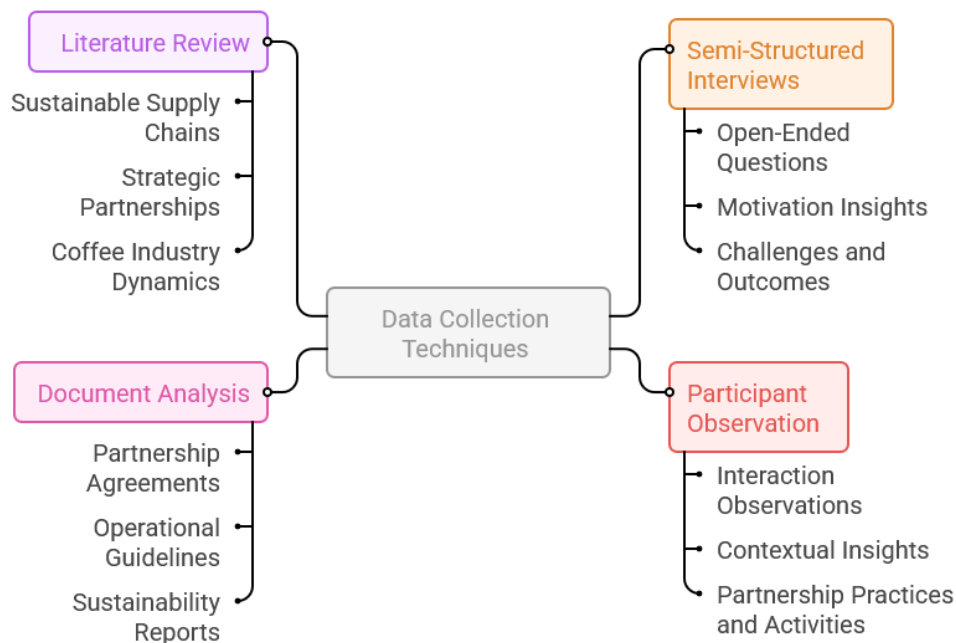 Literature Review
Sustainable Supply
Chains
Strategic
Partnerships
Coffee Industry
Dynamics
Semi-Structured
Interviews
Open-Ended
Questions
Motivation Insights
Challenges and
Outcomes
Data Collection
Techniques
Document Analysis
Partnership
Agreements
Operational
Guidelines
Sustainability
Reports
Participant
Observation
Interaction
Observations
Contextual Insights
Partnership Practices
and Activities